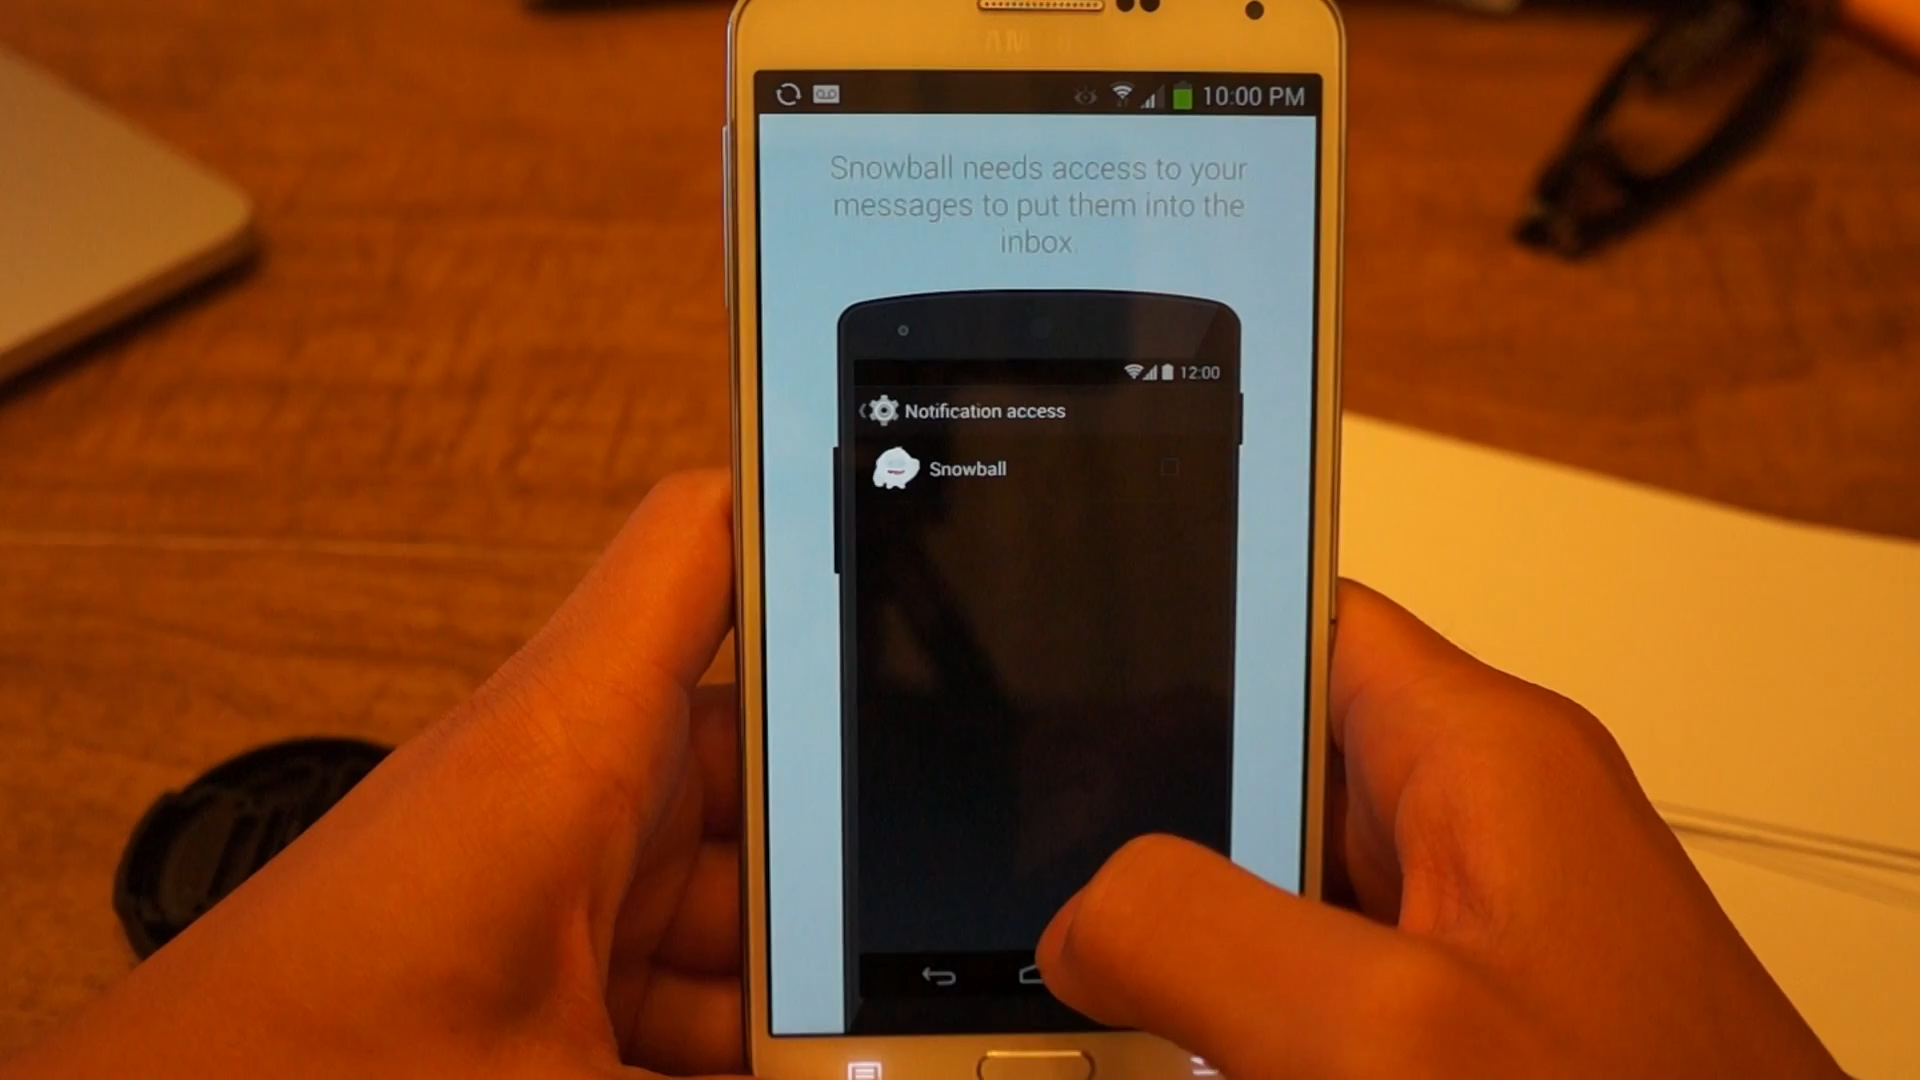 SAMSUNG
10:00 PM
Snowball needs access to your
messages to put them into the
inbox.
12:00
Notification access
Snowball